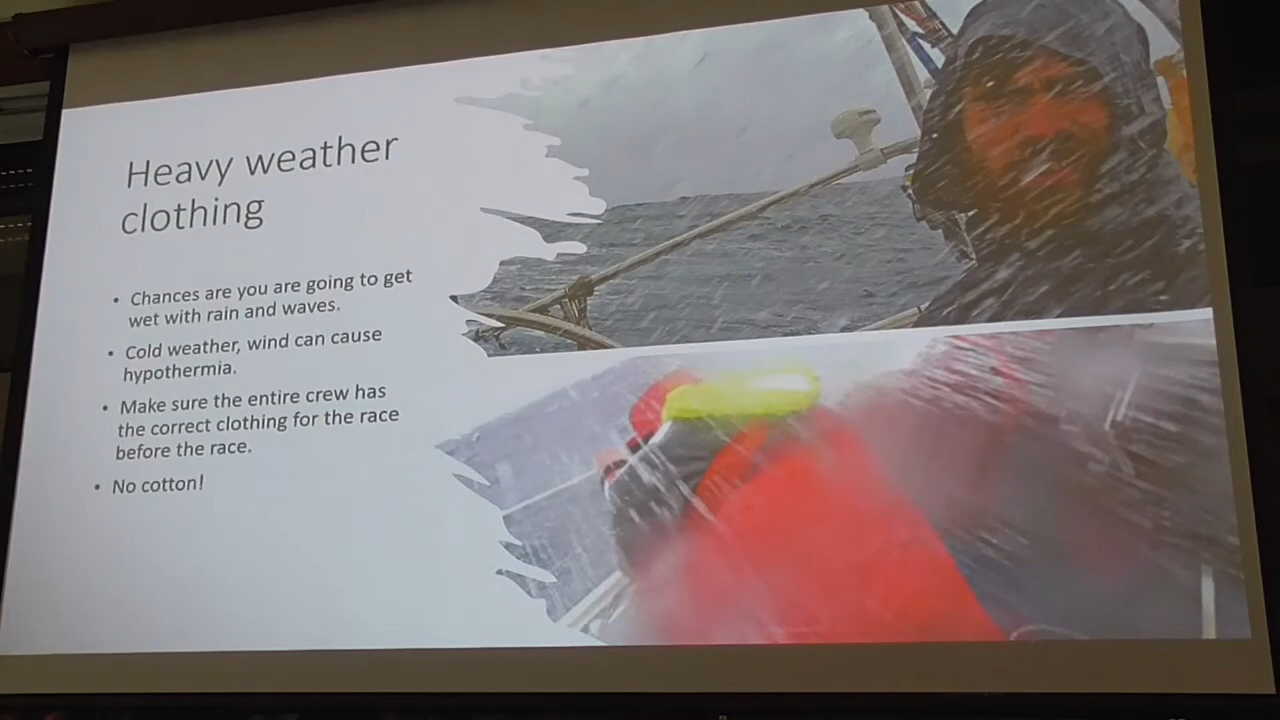 Heavy weather
clothing
• Chances are you are going to get
wet with rain and waves.
• Cold weather, wind can cause
hypothermia.
• Make sure the entire crew has
the correct clothing for the race
before the race.
• No cotton!